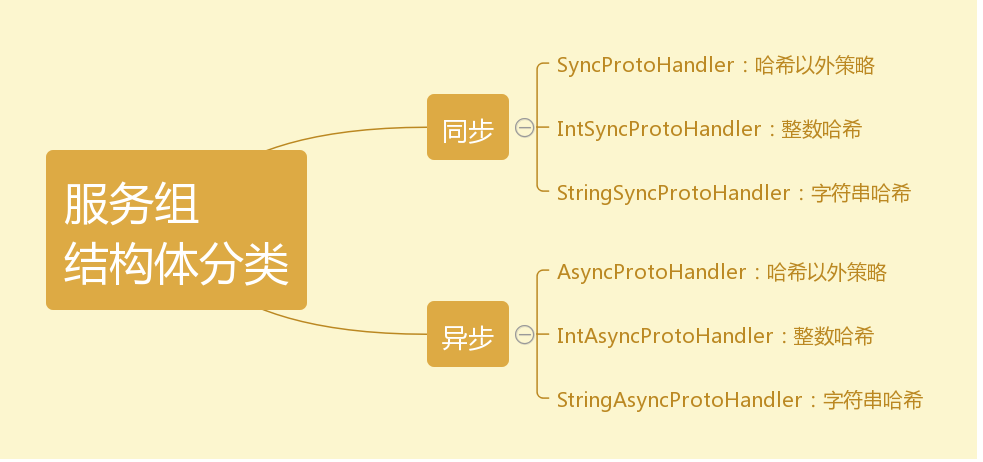 服务组
结构体分类
同步
SyncProtoHandler：哈希以外策略
IntSyncProtoHandler：整数哈希
StringSyncProtoHandler：字符串哈希
异步
AsyncProtoHandler：哈希以外策略
IntAsyncProtoHandler：整数哈希
StringAsyncProtoHandler：字符串哈希